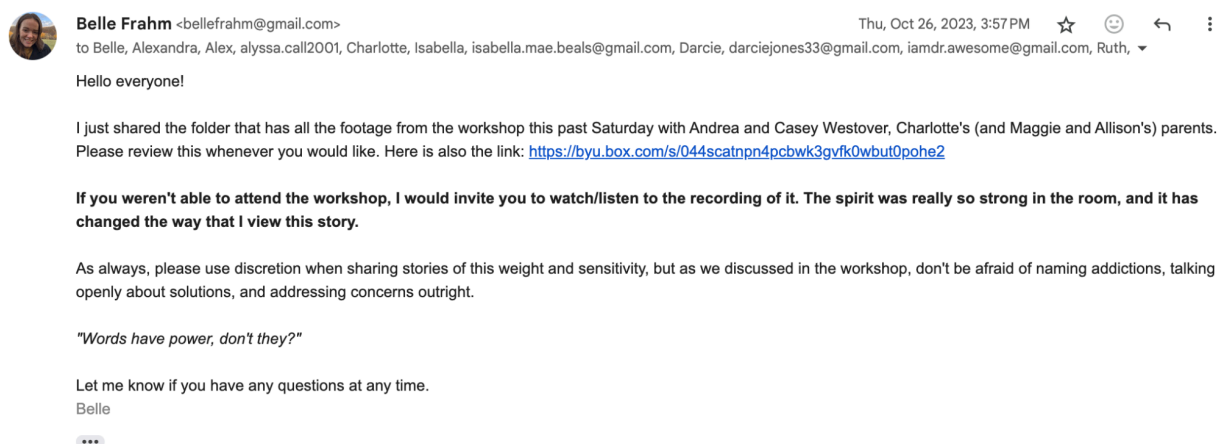 Belle Frahm <bellefrahm@gmail.com> Thu, Oct 26, 2023, 3:57 PM
to Belle, Alexandra, Alex, alyssa.call2001, Charlotte, Isabella, isabella.mae.beals@gmail.com, Darcie, darciejones33@gmail.com, iamdr.awesome@gmail.com, Ruth,
Hello everyone!
I just shared the folder that has all the footage from the workshop this past Saturday with Andrea and Casey Westover, Charlotte's (and Maggie and Allison's) parents.
Please review this whenever you would like. Here is also the link: https://byu.box.com/s/044scatnpn4pcbwk3gvfk0wbut0pohe2
If you weren't able to attend the workshop, I would invite you to watch/listen to the recording of it. The spirit was really so strong in the room, and it has
changed the way that I view this story.
As always, please use discretion when sharing stories of this weight and sensitivity, but as we discussed in the workshop, don't be afraid of naming addictions, talking
openly about solutions, and addressing concerns outright.
"Words have power, don't they?"
Let me know if you have any questions at any time.
Belle